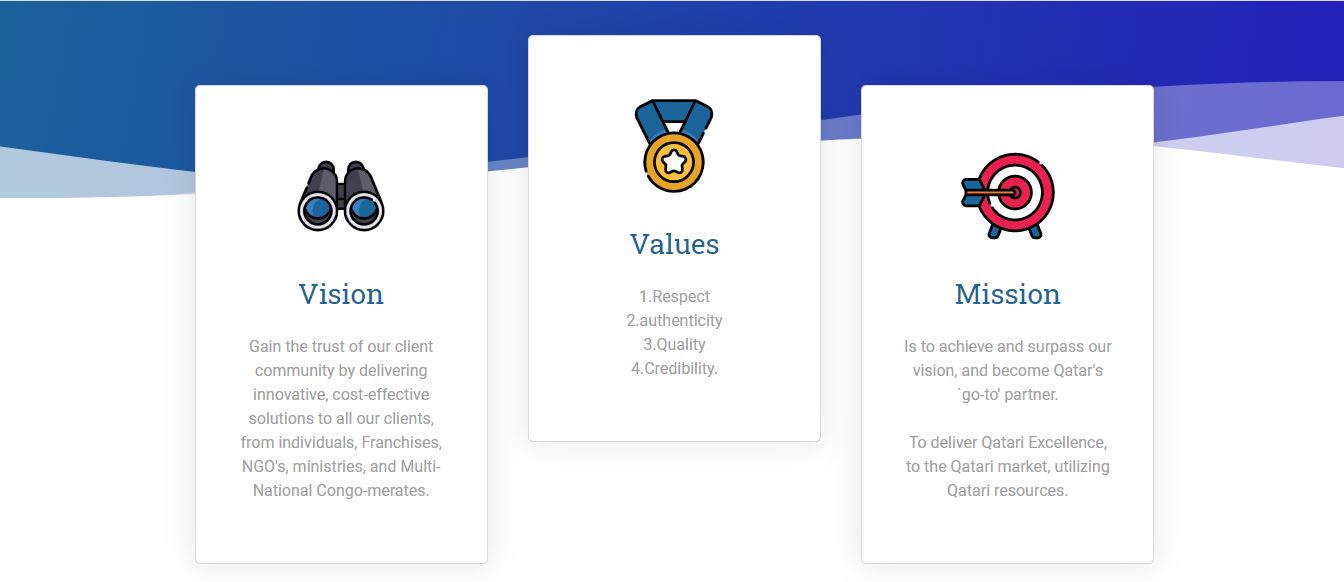 Vision
Gain the trust of our client
community by delivering
innovative, cost-effective
solutions to all our clients,
from individuals, Franchises,
NGO's, ministries, and Multi-
National Congo-merates.
Values
1.Respect
2.authenticity
3.Quality
4.Credibility.
Mission
Is to achieve and surpass our
vision, and become Qatar's
`go-to' partner.
To deliver Qatari Excellence,
to the Qatari market, utilizing
Qatari resources.